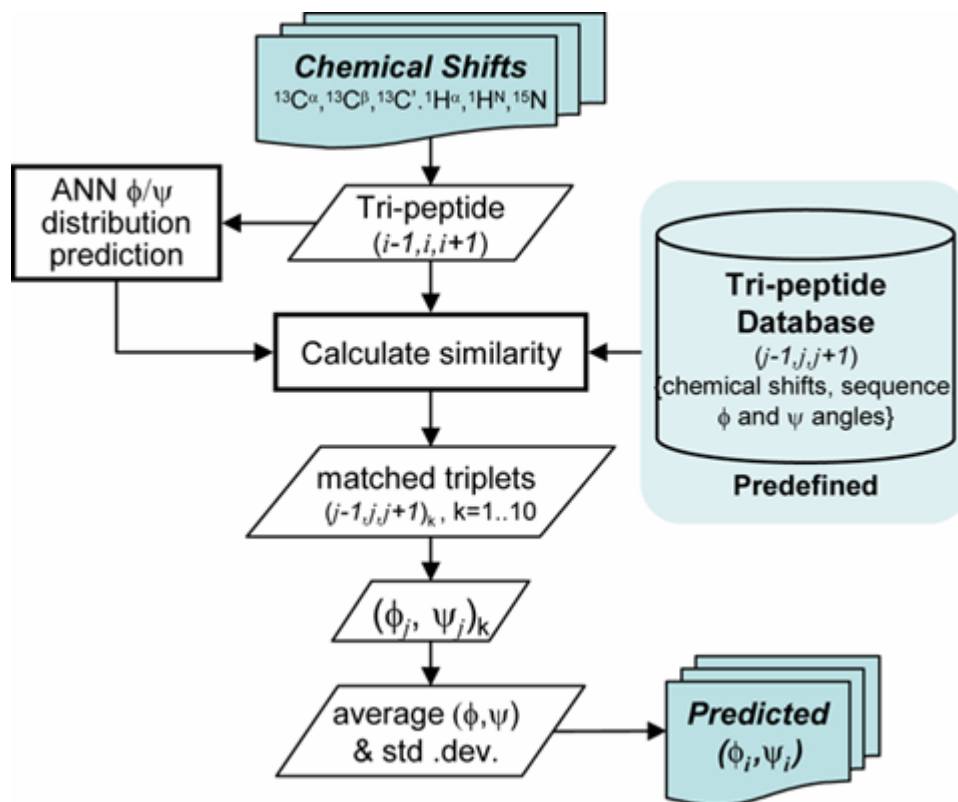 Chemical Shifts
¹³Cᵅ,¹³Cᵝ,¹³C'.¹Hᵅ,¹Hᴺ,¹⁵N
ANN ϕ/ψ
distribution
prediction
Tri-peptide
(i-1,i,i+1)
Calculate similarity
Tri-peptide
Database
(j-1,j,j+1)
{chemical shifts, sequence
ϕ and ψ angles}
Predefined
matched triplets
(j-1,j,j+1)ₖ, k=1..10
(ϕⱼ, ψⱼ)ₖ
average (ϕ,ψ)
& std .dev.
Predicted
(ϕᵢ,ψᵢ)